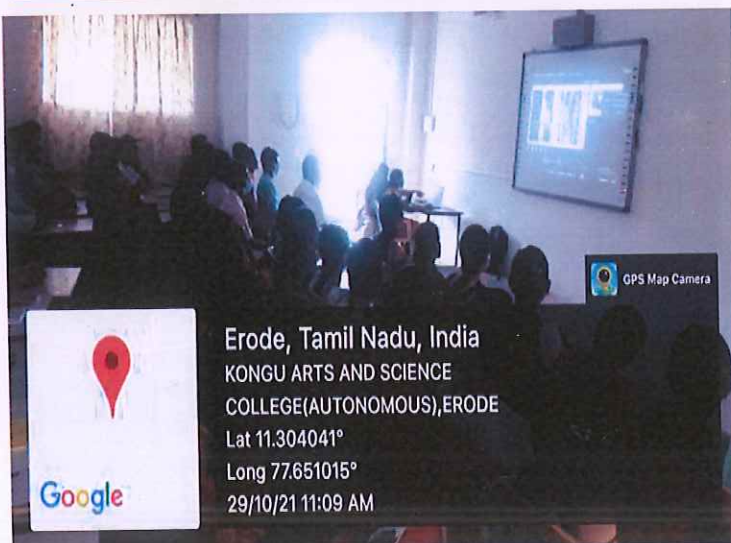 GPS Map Camera
Erode, Tamil Nadu, India
KONGU ARTS AND SCIENCE
COLLEGE(AUTONOMOUS),ERODE
Lat 11.304041°
Long 77.651015°
29/10/21 11:09 AM
Google